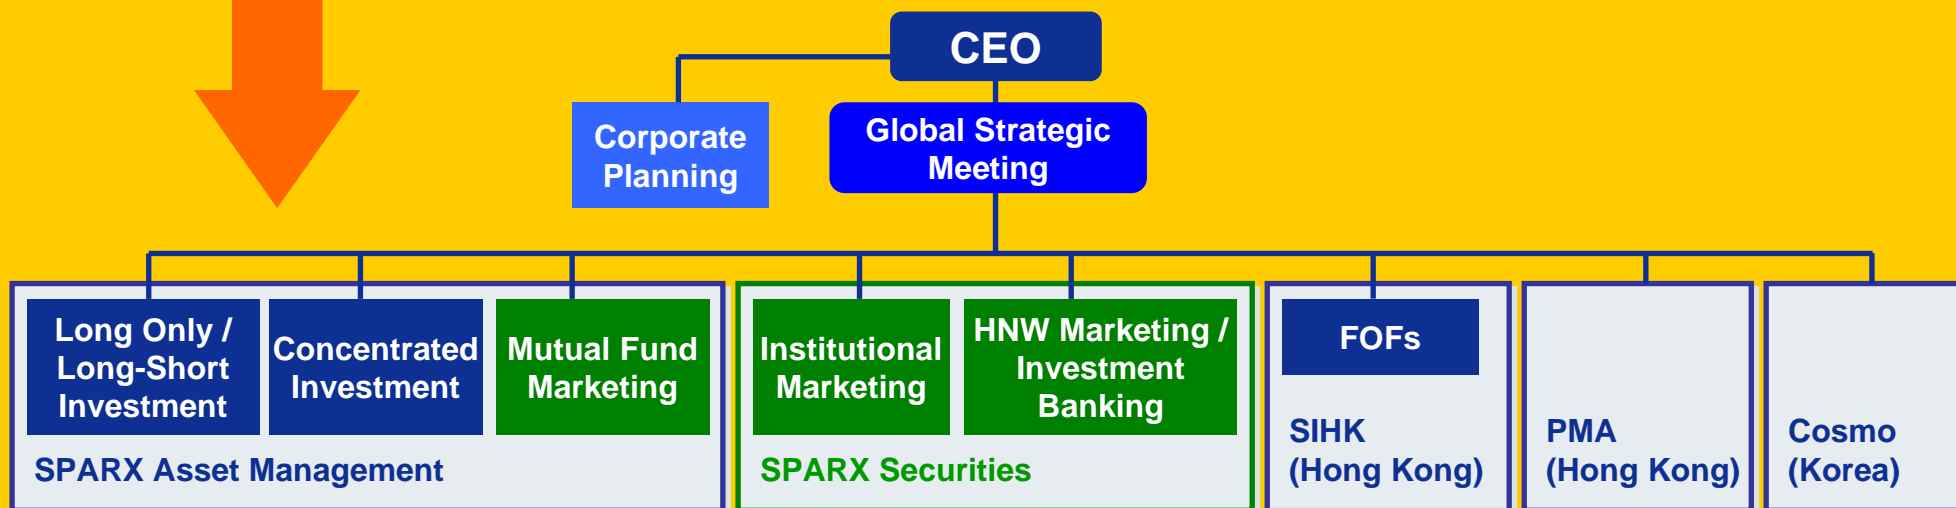 CEO
Corporate
Planning
Global Strategic
Meeting
Long Only /
Long-Short
Investment
Concentrated
Investment
Mutual Fund
Marketing
SPARX Asset Management
Institutional
Marketing
HNW Marketing /
Investment
Banking
SPARX Securities
FOFs
SIHK
(Hong Kong)
PMA
(Hong Kong)
Cosmo
(Korea)